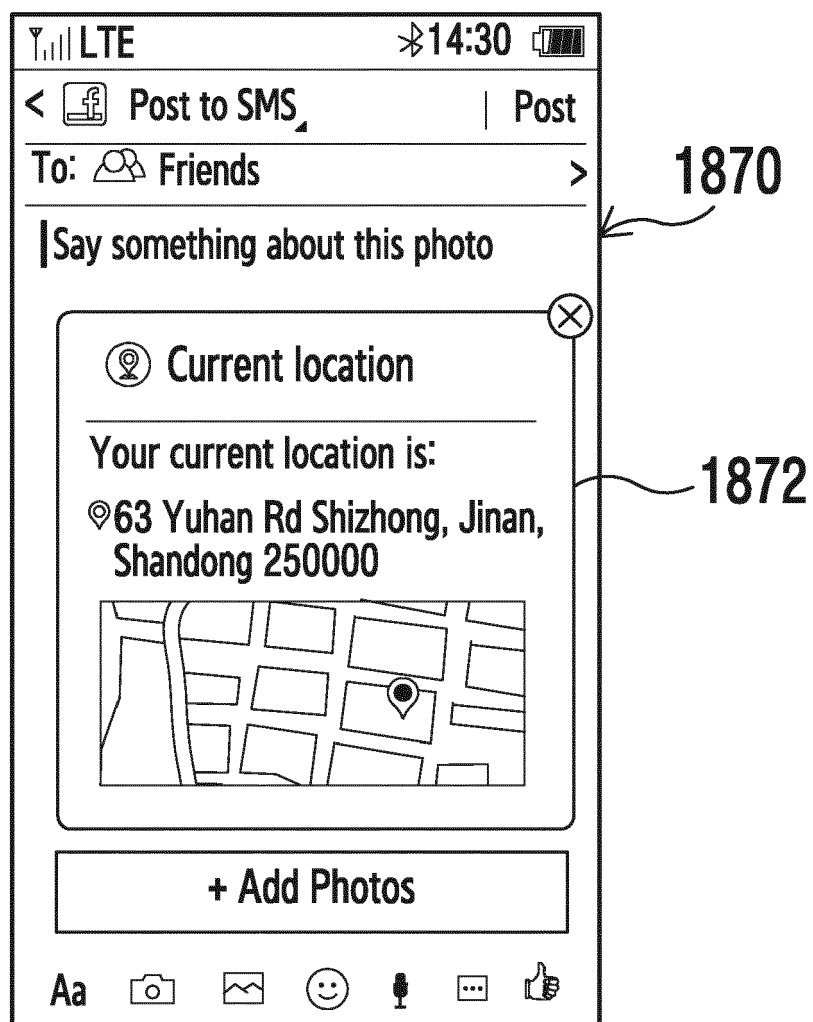 LTE 14:30
Post to SMS | Post
To: Friends >
1870
Say something about this photo
Current location
Your current location is:
1872
63 Yuhan Rd Shizhong, Jinan,
Shandong 250000
+ Add Photos
Aa